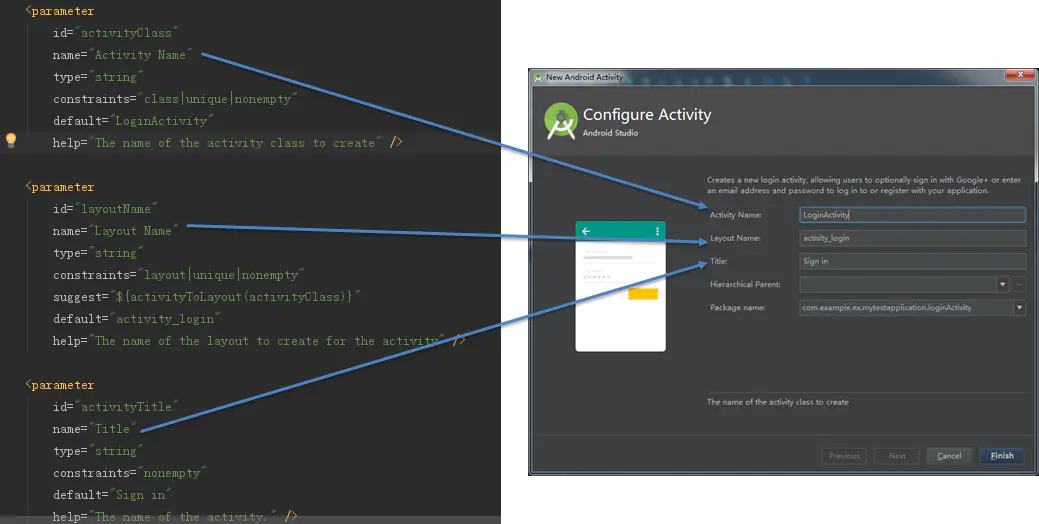 <parameter
id="activityClass"
name="Activity Name"
type="string"
constraints="class|unique|nonempty"
default="LoginActivity"
help="The name of the activity class to create" />
<parameter
id="layoutName"
name="Layout Name"
type="string"
constraints="layout|unique|nonempty"
suggest="${activityToLayout(activityClass)}"
default="activity_login"
help="The name of the layout to create for the activity" />
<parameter
id="activityTitle"
name="Title"
type="string"
constraints="nonempty"
default="Sign in"
help="The name of the activity." />
New Android Activity
Configure Activity
Android Studio
Creates a new login activity, allowing users to optionally sign in with Google+ or enter
an email address and password to log in to or register with your application.
Activity Name: LoginActivity
Layout Name: activity_login
Title: Sign in
Hierarchical Parent: ...
Package name: com.example.ex.mytestapplication.loginActivity
The name of the activity class to create
Previous Next Cancel Finish